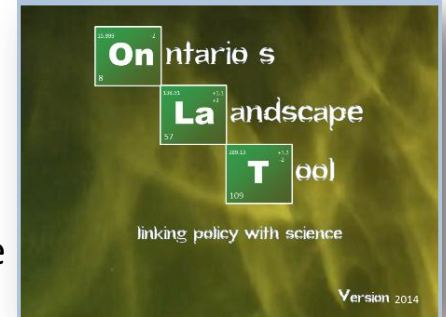 On ntario s
8
La andscape
57
T ool
109
linking policy with science
e
Version 2014